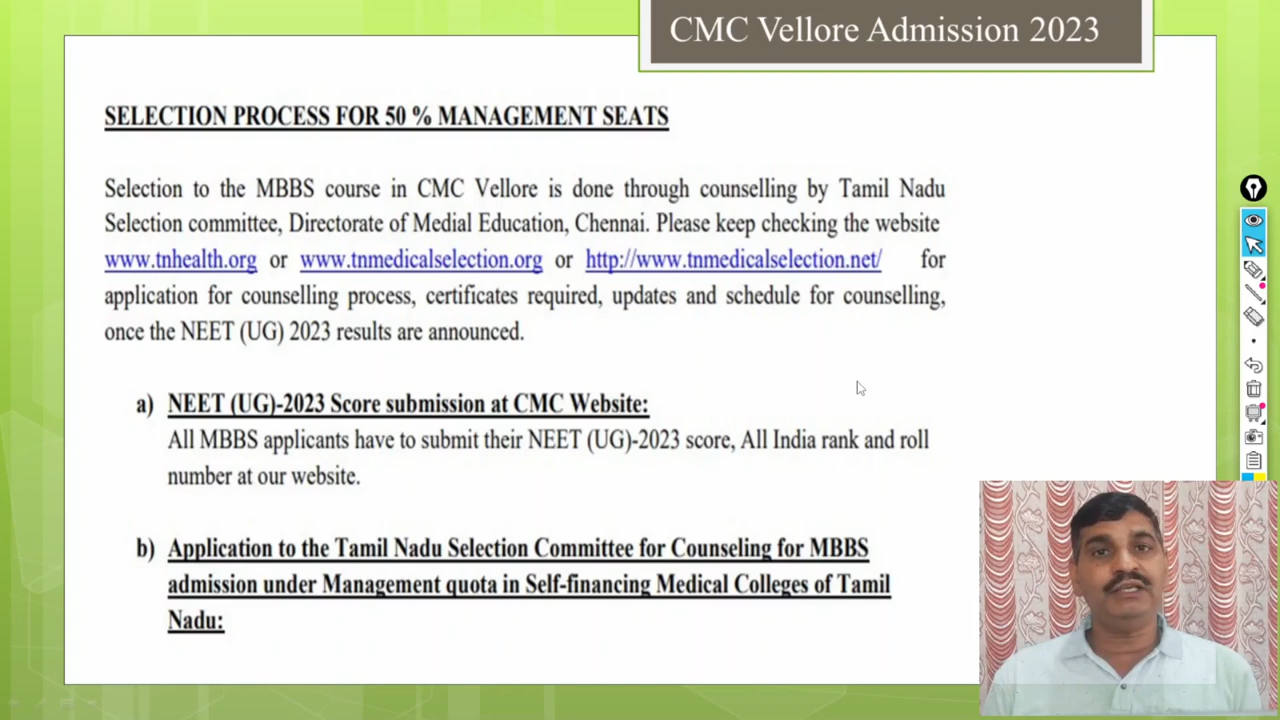 CMC Vellore Admission 2023
SELECTION PROCESS FOR 50 % MANAGEMENT SEATS
Selection to the MBBS course in CMC Vellore is done through counselling by Tamil Nadu
Selection committee, Directorate of Medial Education, Chennai. Please keep checking the website
www.tnhealth.org or www.tnmedicalselection.org or http://www.tnmedicalselection.net/ for
application for counselling process, certificates required, updates and schedule for counselling,
once the NEET (UG) 2023 results are announced.
a) NEET (UG)-2023 Score submission at CMC Website:
All MBBS applicants have to submit their NEET (UG)-2023 score, All India rank and roll
number at our website.
b) Application to the Tamil Nadu Selection Committee for Counseling for MBBS
admission under Management quota in Self-financing Medical Colleges of Tamil
Nadu: